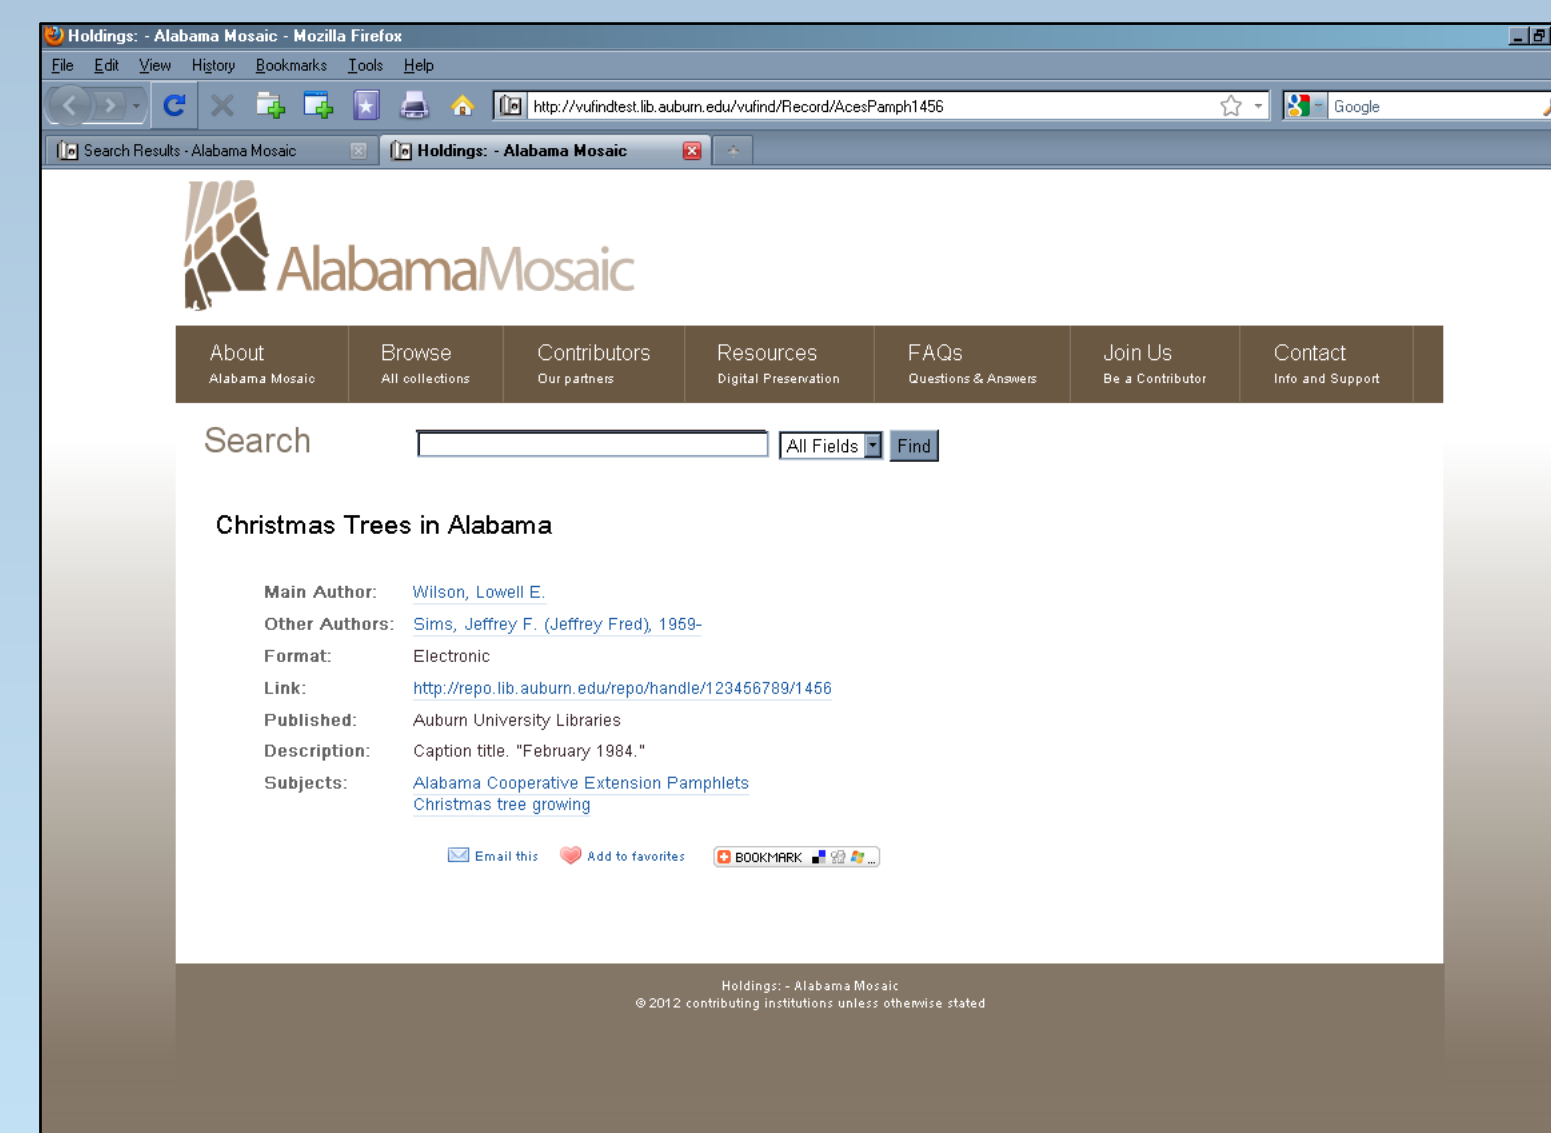 Holdings: - Alabama Mosaic - Mozilla Firefox
File Edit View History Bookmarks Tools Help
http://vufindtest.lib.auburn.edu/vufind/Record/AcesPamph1456 Google
Search Results - Alabama Mosaic Holdings: - Alabama Mosaic
AlabamaMosaic
About Browse Contributors Resources FAQs Join Us Contact
Alabama Mosaic All collections Our partners Digital Preservation Questions & Answers Be a Contributor Info and Support
Search All Fields Find
Christmas Trees in Alabama
Main Author: Wilson, Lowell E.
Other Authors: Sims, Jeffrey F. (Jeffrey Fred), 1959-
Format: Electronic
Link: http://repo.lib.auburn.edu/repo/handle/123456789/1456
Published: Auburn University Libraries
Description: Caption title. "February 1984."
Subjects: Alabama Cooperative Extension Pamphlets
Christmas tree growing
Email this Add to favorites BOOKMARK ...
Holdings: - Alabama Mosaic
© 2012 contributing institutions unless otherwise stated